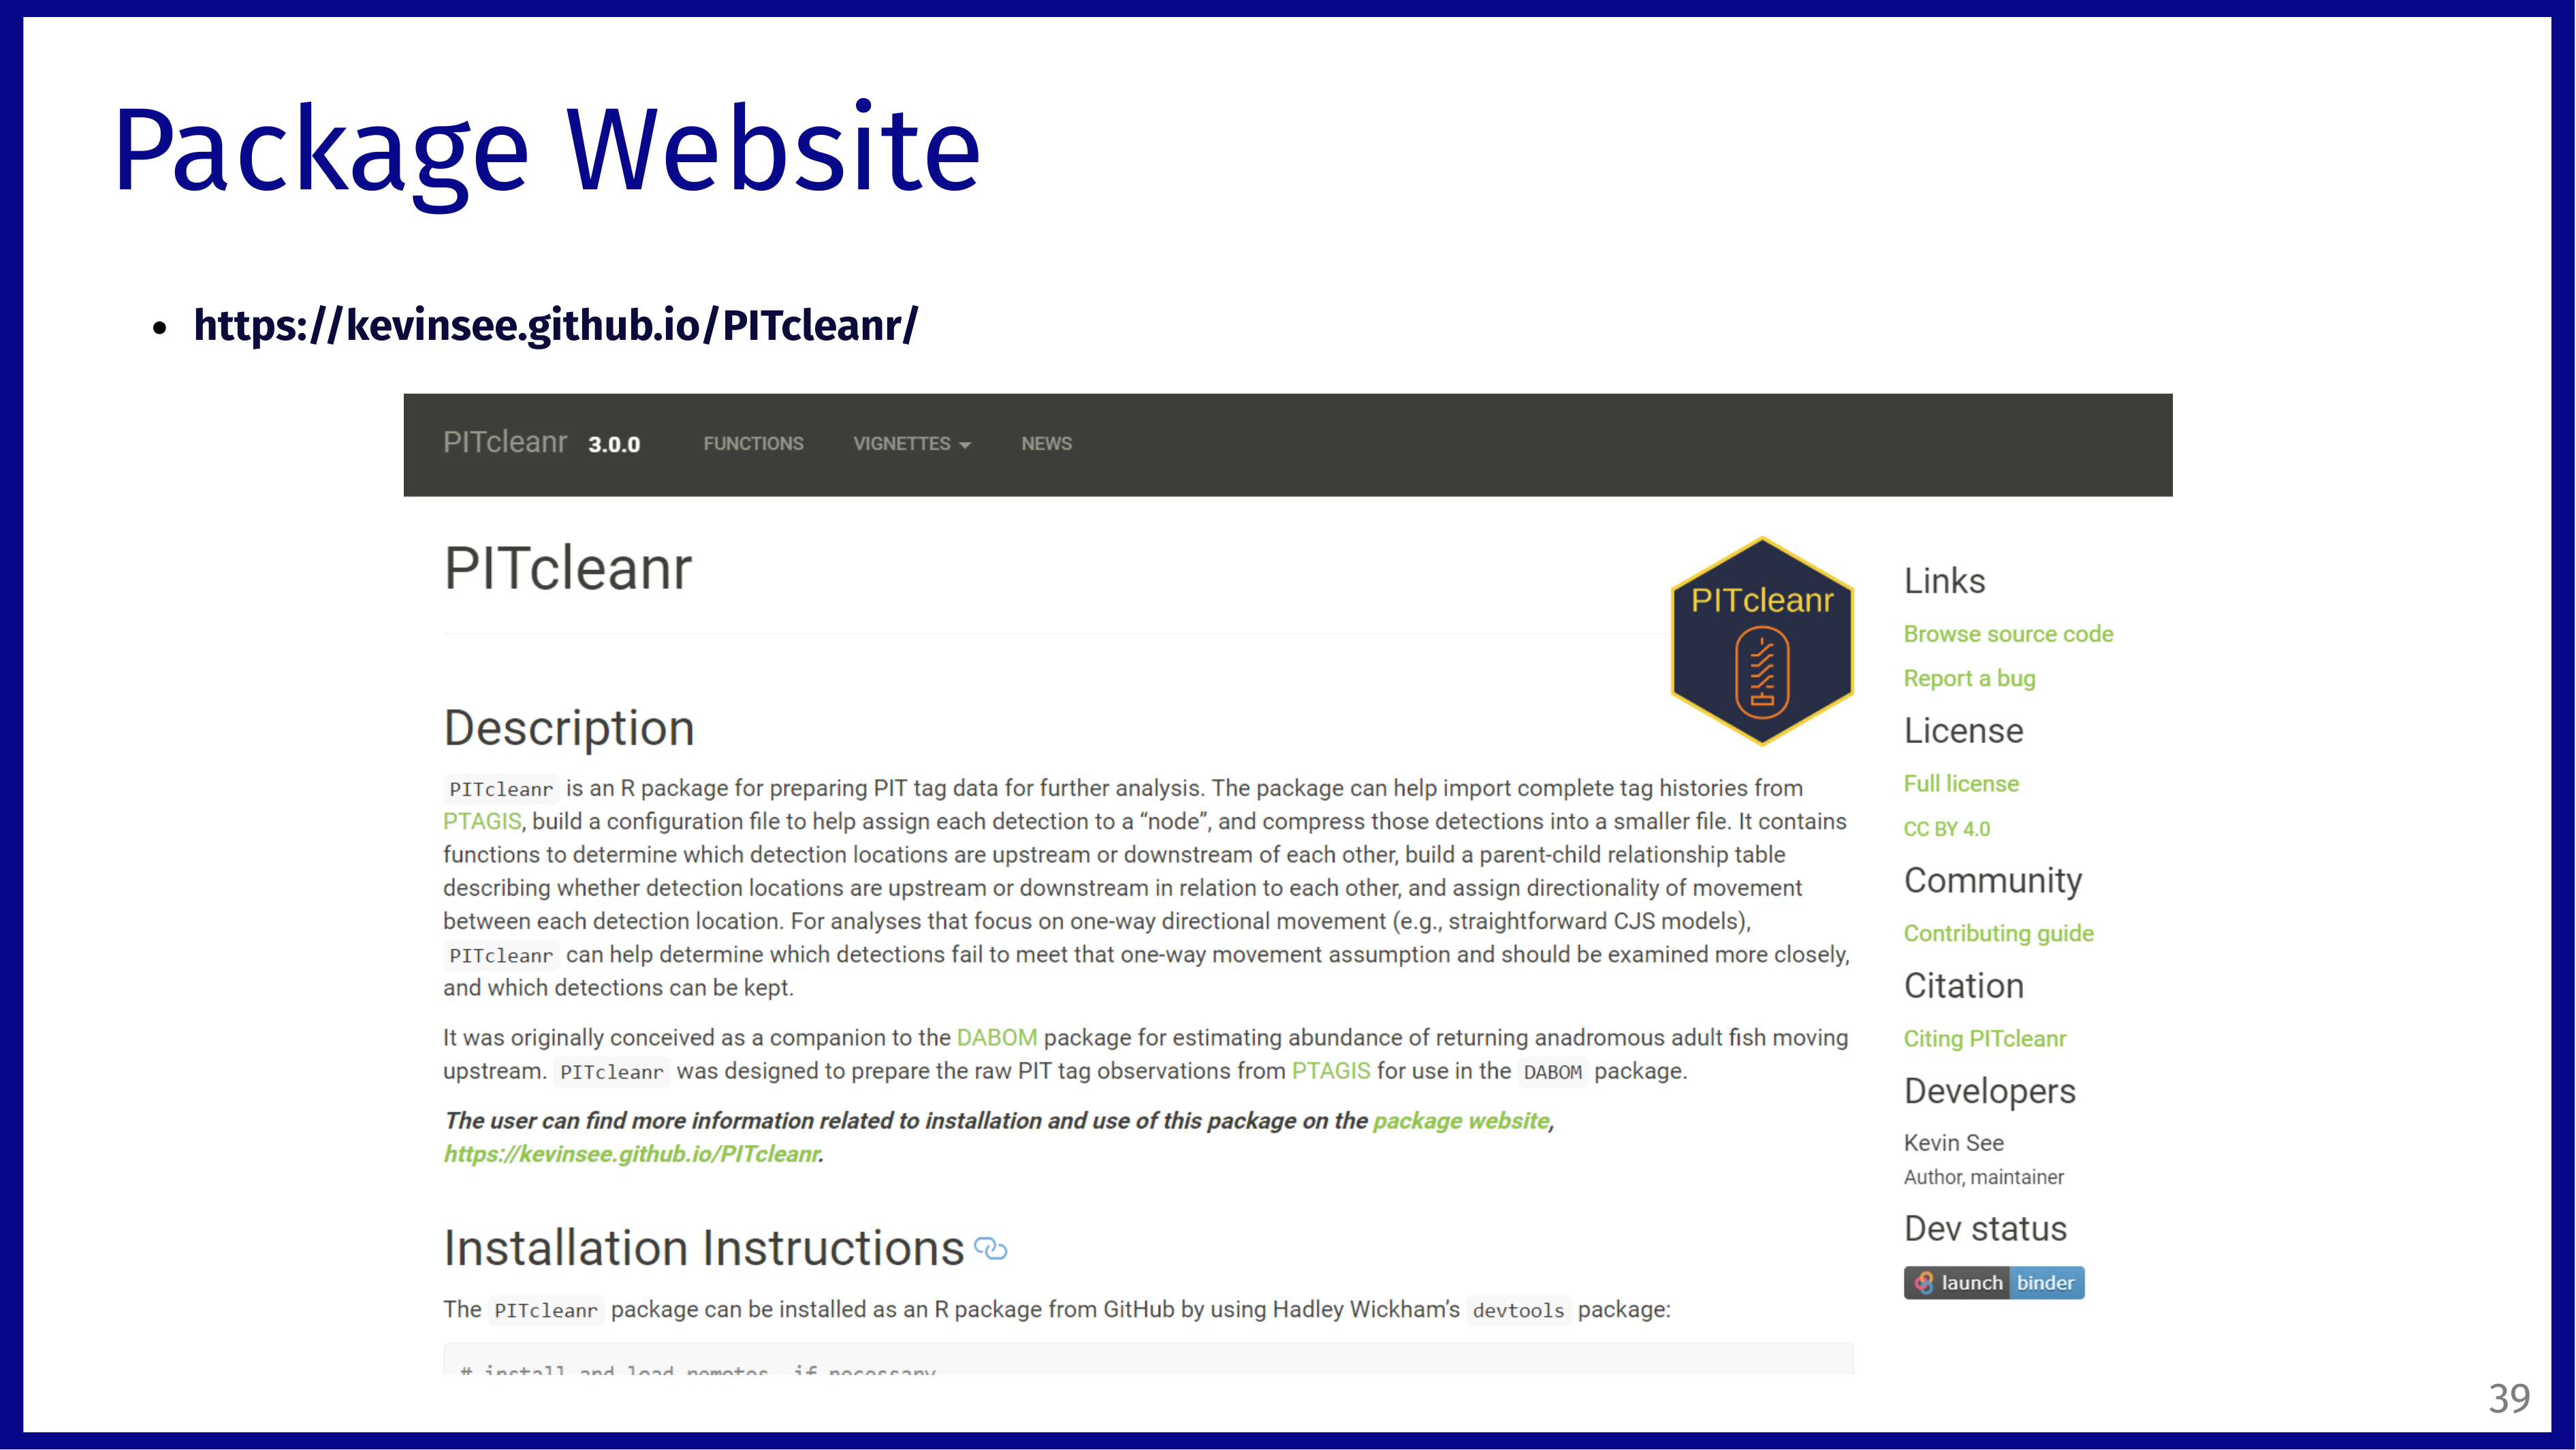 Package Website
• https://kevinsee.github.io/PITcleanr/
PITcleanr 3.0.0 FUNCTIONS VIGNETTES NEWS
PITcleanr
PITcleanr
Description
PITcleanr is an R package for preparing PIT tag data for further analysis. The package can help import complete tag histories from
PTAGIS, build a configuration file to help assign each detection to a “node”, and compress those detections into a smaller file. It contains
functions to determine which detection locations are upstream or downstream of each other, build a parent-child relationship table
describing whether detection locations are upstream or downstream in relation to each other, and assign directionality of movement
between each detection location. For analyses that focus on one-way directional movement (e.g., straightforward CJS models),
PITcleanr can help determine which detections fail to meet that one-way movement assumption and should be examined more closely,
and which detections can be kept.
It was originally conceived as a companion to the DABOM package for estimating abundance of returning anadromous adult fish moving
upstream. PITcleanr was designed to prepare the raw PIT tag observations from PTAGIS for use in the DABOM package.
The user can find more information related to installation and use of this package on the package website,
https://kevinsee.github.io/PITcleanr.
Installation Instructions
The PITcleanr package can be installed as an R package from GitHub by using Hadley Wickham’s devtools package:
# install and load remotes, if necessary
Links
Browse source code
Report a bug
License
Full license
CC BY 4.0
Community
Contributing guide
Citation
Citing PITcleanr
Developers
Kevin See
Author, maintainer
Dev status
launch binder
39